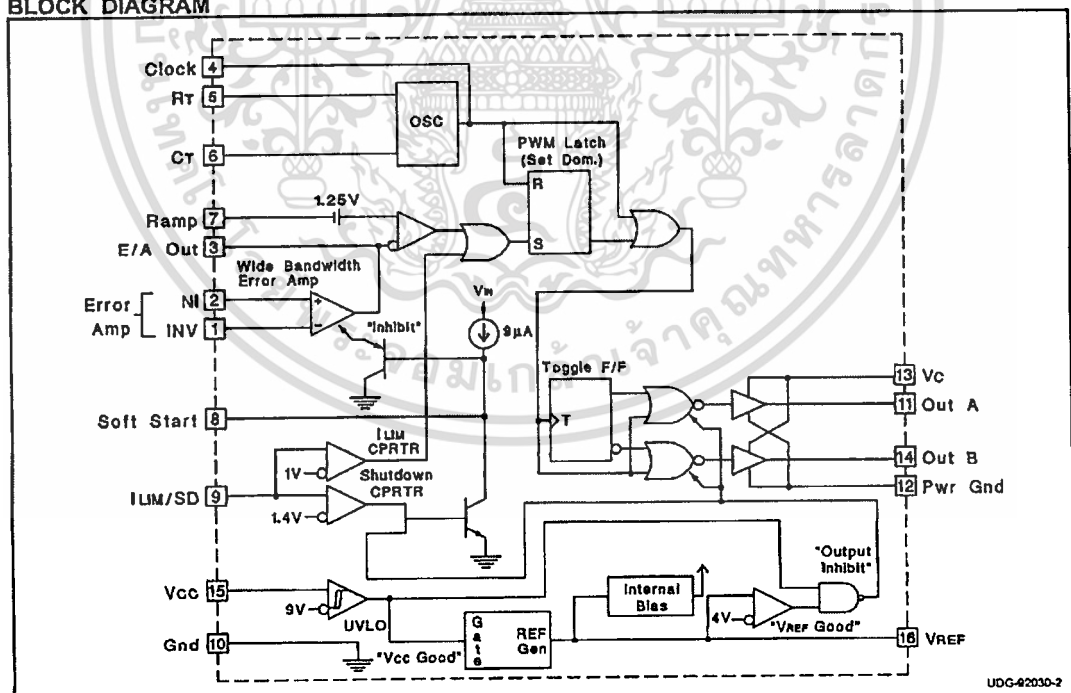 BLOCK DIAGRAM
Clock 4
RT 5
CT 6
OSC
PWM Latch
(Set Dom.)
R
S
1.25V
Ramp 7
E/A Out 3
Wide Bandwidth
Error Amp
Error
Amp
NI 2
INV 1
+
-
"Inhibit"
VIN
9µA
Toggle F/F
T
13 VC
11 Out A
14 Out B
12 Pwr Gnd
Soft Start 8
ILIM
CPRTR
1V
Shutdown
CPRTR
ILIM/SD 9
1.4V
"Output
Inhibit"
Vcc 15
9V
UVLO
Internal
Bias
4V
"VREF Good"
Gnd 10
"Vcc Good"
Gate
REF
Gen
16 VREF
UDG-92030-2